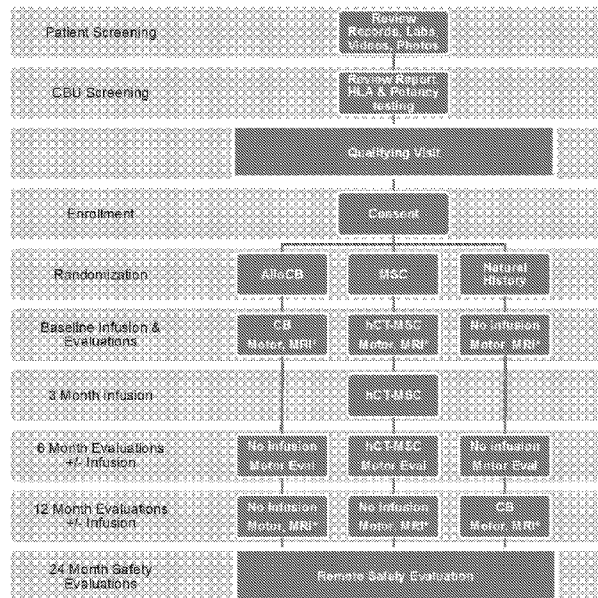 Patient Screening
Review
Records, Labs,
Videos, Photos
CBU Screening
Review Report
HLA & Potency
testing
Qualifying Visit
Enrollment
Consent
Randomization
AlloCB
MSC
Natural
History
Baseline Infusion &
Evaluations
CB
Motor, MRI*
hCT-MSC
Motor, MRI*
No Infusion
Motor, MRI*
3 Month Infusion
hCT-MSC
6 Month Evaluations
+/- Infusion
No Infusion
Motor Eval
hCT-MSC
Motor Eval
No Infusion
Motor Eval
12 Month Evaluations
+/- Infusion
No Infusion
Motor, MRI*
No Infusion
Motor, MRI*
CB
Motor, MRI*
24 Month Safety
Evaluations
Remote Safety Evaluation